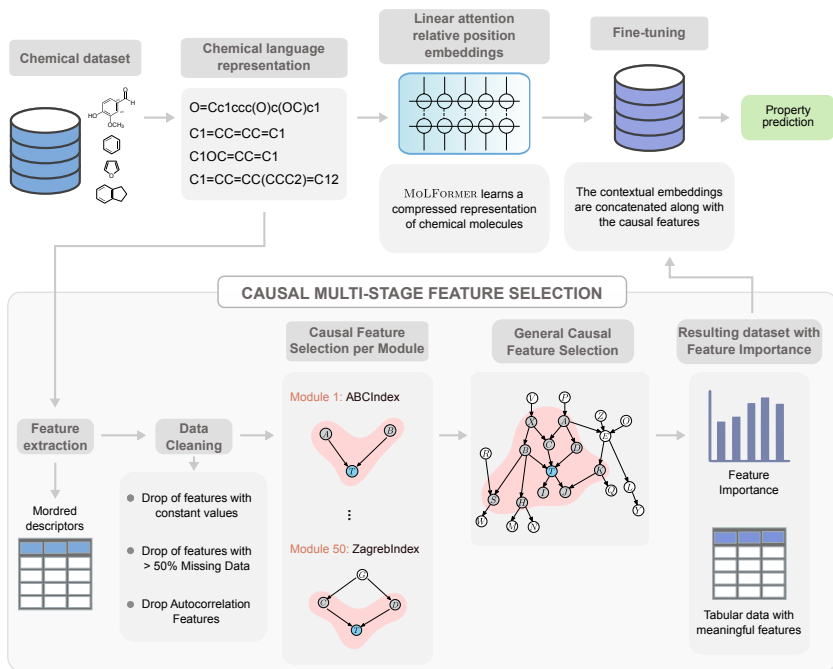 Chemical dataset
Chemical language
representation
Linear attention
relative position
embeddings
Fine-tuning
O
H
HO
OCH₃
O
O=Cc1ccc(O)c(OC)c1
C1=CC=CC=C1
C1OC=CC=C1
C1=CC=CC(CCC2)=C12
Property
prediction
MOLFORMER learns a
compressed representation
of chemical molecules
The contextual embeddings
are concatenated along with
the causal features
CAUSAL MULTI-STAGE FEATURE SELECTION
Feature
extraction
Mordred
descriptors
Data
Cleaning
Drop of features with
constant values
Drop of features with
> 50% Missing Data
Drop Autocorrelation
Features
Causal Feature
Selection per Module
Module 1: ABCIndex
A
B
T
...
Module 50: ZagrebIndex
G
C
D
T
General Causal
Feature Selection
V
P
Z
O
X
A
E
R
B
C
D
T
K
S
H
I
J
Q
L
W
M
N
Y
Resulting dataset with
Feature Importance
Feature
Importance
Tabular data with
meaningful features